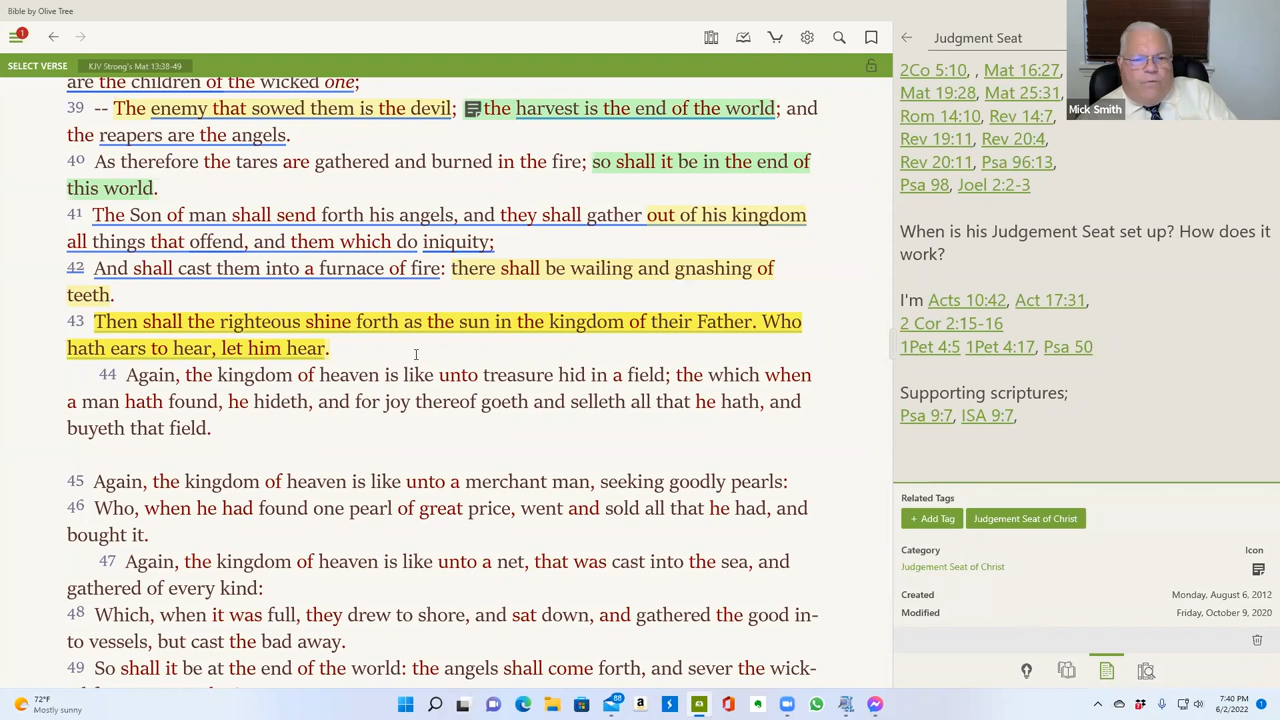 Bible by Olive Tree
1
SELECT VERSE
KJV Strong's Mat 13:38-49
are the children of the wicked one;
39 -- The enemy that sowed them is the devil; the harvest is the end of the world; and
the reapers are the angels.
40 As therefore the tares are gathered and burned in the fire; so shall it be in the end of
this world.
41 The Son of man shall send forth his angels, and they shall gather out of his kingdom
all things that offend, and them which do iniquity;
42 And shall cast them into a furnace of fire: there shall be wailing and gnashing of
teeth.
43 Then shall the righteous shine forth as the sun in the kingdom of their Father. Who
hath ears to hear, let him hear.
44 Again, the kingdom of heaven is like unto treasure hid in a field; the which when
a man hath found, he hideth, and for joy thereof goeth and selleth all that he hath, and
buyeth that field.
45 Again, the kingdom of heaven is like unto a merchant man, seeking goodly pearls:
46 Who, when he had found one pearl of great price, went and sold all that he had, and
bought it.
47 Again, the kingdom of heaven is like unto a net, that was cast into the sea, and
gathered of every kind:
48 Which, when it was full, they drew to shore, and sat down, and gathered the good in-
to vessels, but cast the bad away.
49 So shall it be at the end of the world: the angels shall come forth, and sever the wick-
Judgment Seat
2Co 5:10, , Mat 16:27,
Mat 19:28, Mat 25:31
Rom 14:10, Rev 14:7,
Rev 19:11, Rev 20:4,
Rev 20:11, Psa 96:13,
Psa 98, Joel 2:2-3
Mick Smith
When is his Judgement Seat set up? How does it
work?
I'm Acts 10:42, Act 17:31,
2 Cor 2:15-16
1Pet 4:5 1Pet 4:17, Psa 50
Supporting scriptures;
Psa 9:7, ISA 9:7,
Related Tags
+ Add Tag
Judgement Seat of Christ
Category
Icon
Judgement Seat of Christ
Created
Monday, August 6, 2012
Modified
Friday, October 9, 2020
72°F
Mostly sunny
88
7:40 PM
6/2/2022
1